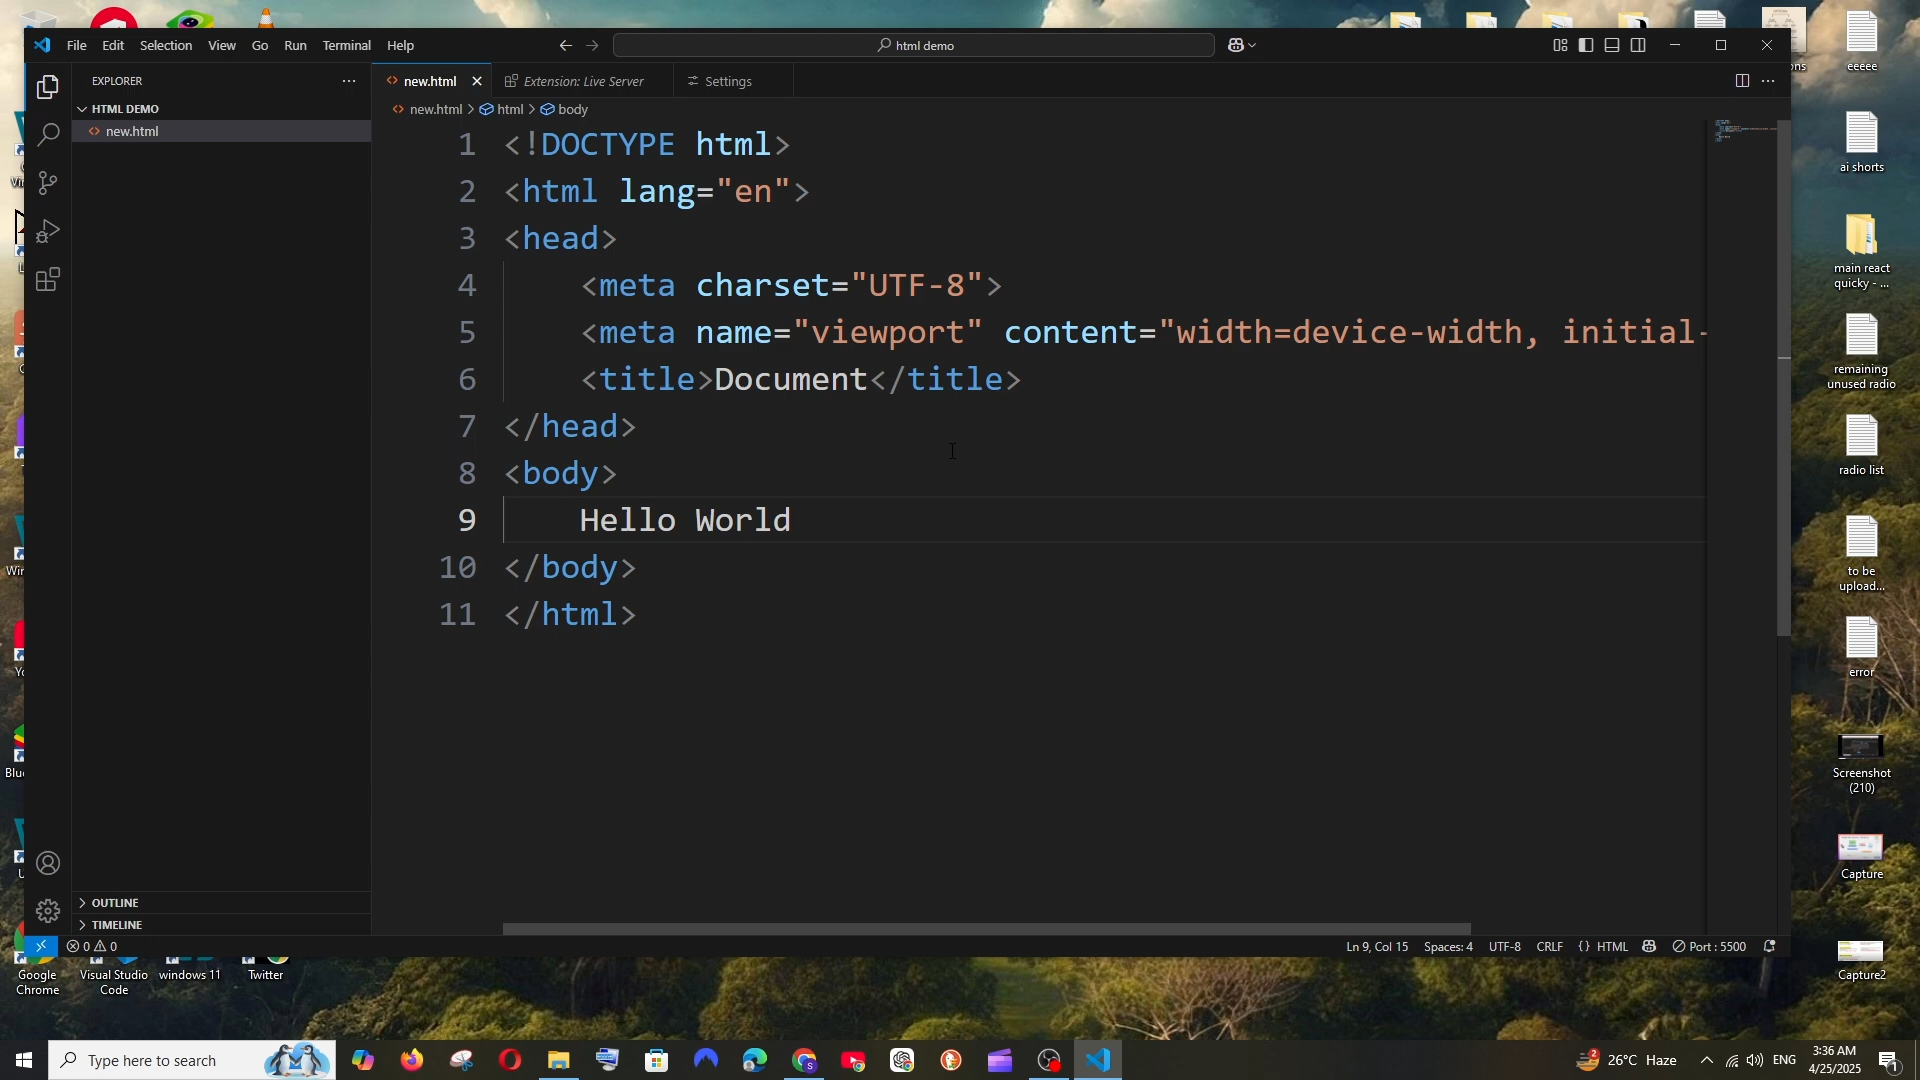 File Edit Selection View Go Run Terminal Help
html demo
EXPLORER
HTML DEMO
new.html
OUTLINE
TIMELINE
new.html
Extension: Live Server
Settings
new.html > html > body
1 <!DOCTYPE html>
2 <html lang="en">
3 <head>
4 <meta charset="UTF-8">
5 <meta name="viewport" content="width=device-width, initial-
6 <title>Document</title>
7 </head>
8 <body>
9 Hello World
10 </body>
11 </html>
0 0
Ln 9, Col 15 Spaces: 4 UTF-8 CRLF {} HTML Port : 5500
eeeee
ai shorts
main react
quicky - ...
remaining
unused radio
radio list
to be
upload...
error
Screenshot
(210)
Capture
Capture2
Google
Chrome
Visual Studio
Code
windows 11
Twitter
Type here to search
2
26°C Haze
ENG
3:36 AM
4/25/2025
1